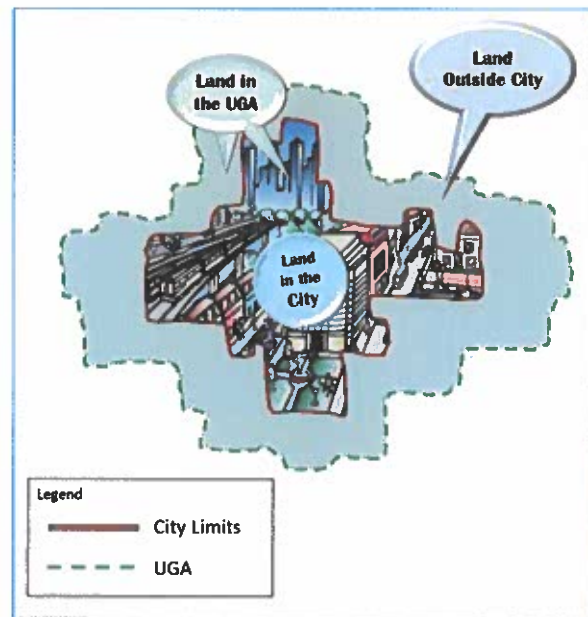 Land in
the UGA
Land
Outside City
Land
in the
City
Legend
City Limits
UGA